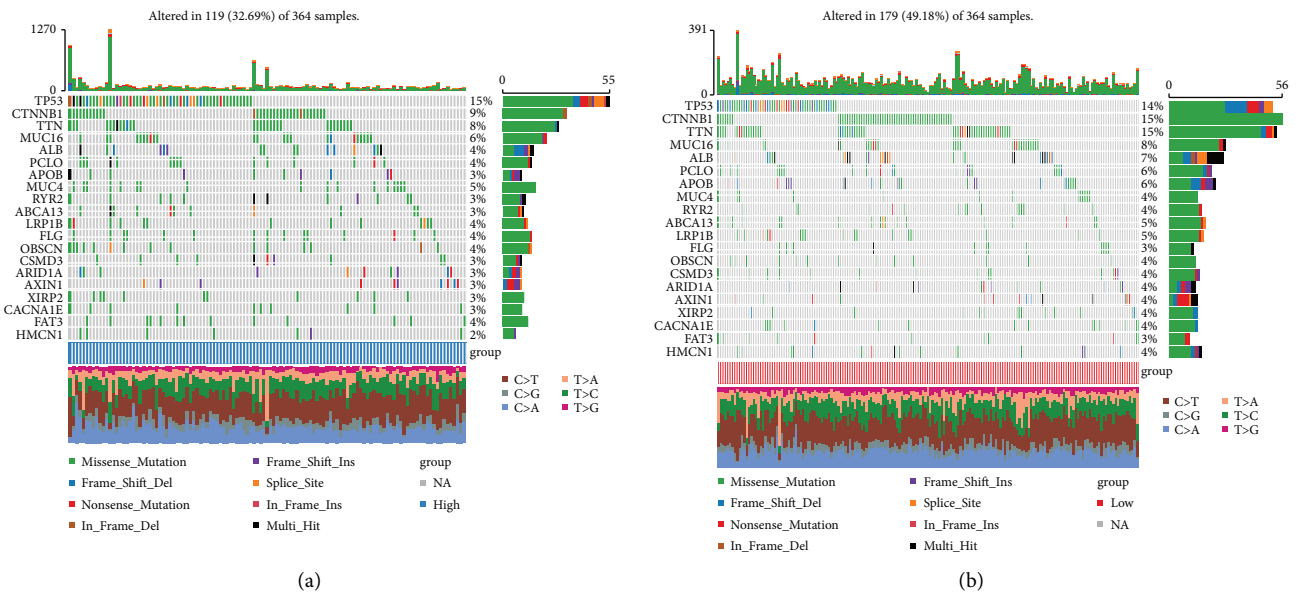 Altered in 119 (32.69%) of 364 samples.
1270
0
0 55
TP53 15%
CTNNB1 9%
TTN 8%
MUC16 6%
ALB 4%
PCLO 4%
APOB 3%
MUC4 5%
RYR2 3%
ABCA13 3%
LRP1B 4%
FLG 4%
OBSCN 4%
CSMD3 3%
ARID1A 3%
AXIN1 3%
XIRP2 3%
CACNA1E 3%
FAT3 4%
HMCN1 2%
group
C>T T>A
C>G T>C
C>A T>G
Missense_Mutation Frame_Shift_Ins group
Frame_Shift_Del Splice_Site NA
Nonsense_Mutation In_Frame_Ins High
In_Frame_Del Multi_Hit
(a)
Altered in 179 (49.18%) of 364 samples.
391
0
0 56
TP53 14%
CTNNB1 15%
TTN 15%
MUC16 8%
ALB 7%
PCLO 6%
APOB 6%
MUC4 4%
RYR2 4%
ABCA13 5%
LRP1B 5%
FLG 3%
OBSCN 4%
CSMD3 4%
ARID1A 4%
AXIN1 4%
XIRP2 4%
CACNA1E 4%
FAT3 3%
HMCN1 4%
group
C>T T>A
C>G T>C
C>A T>G
Missense_Mutation Frame_Shift_Ins group
Frame_Shift_Del Splice_Site Low
Nonsense_Mutation In_Frame_Ins NA
In_Frame_Del Multi_Hit
(b)